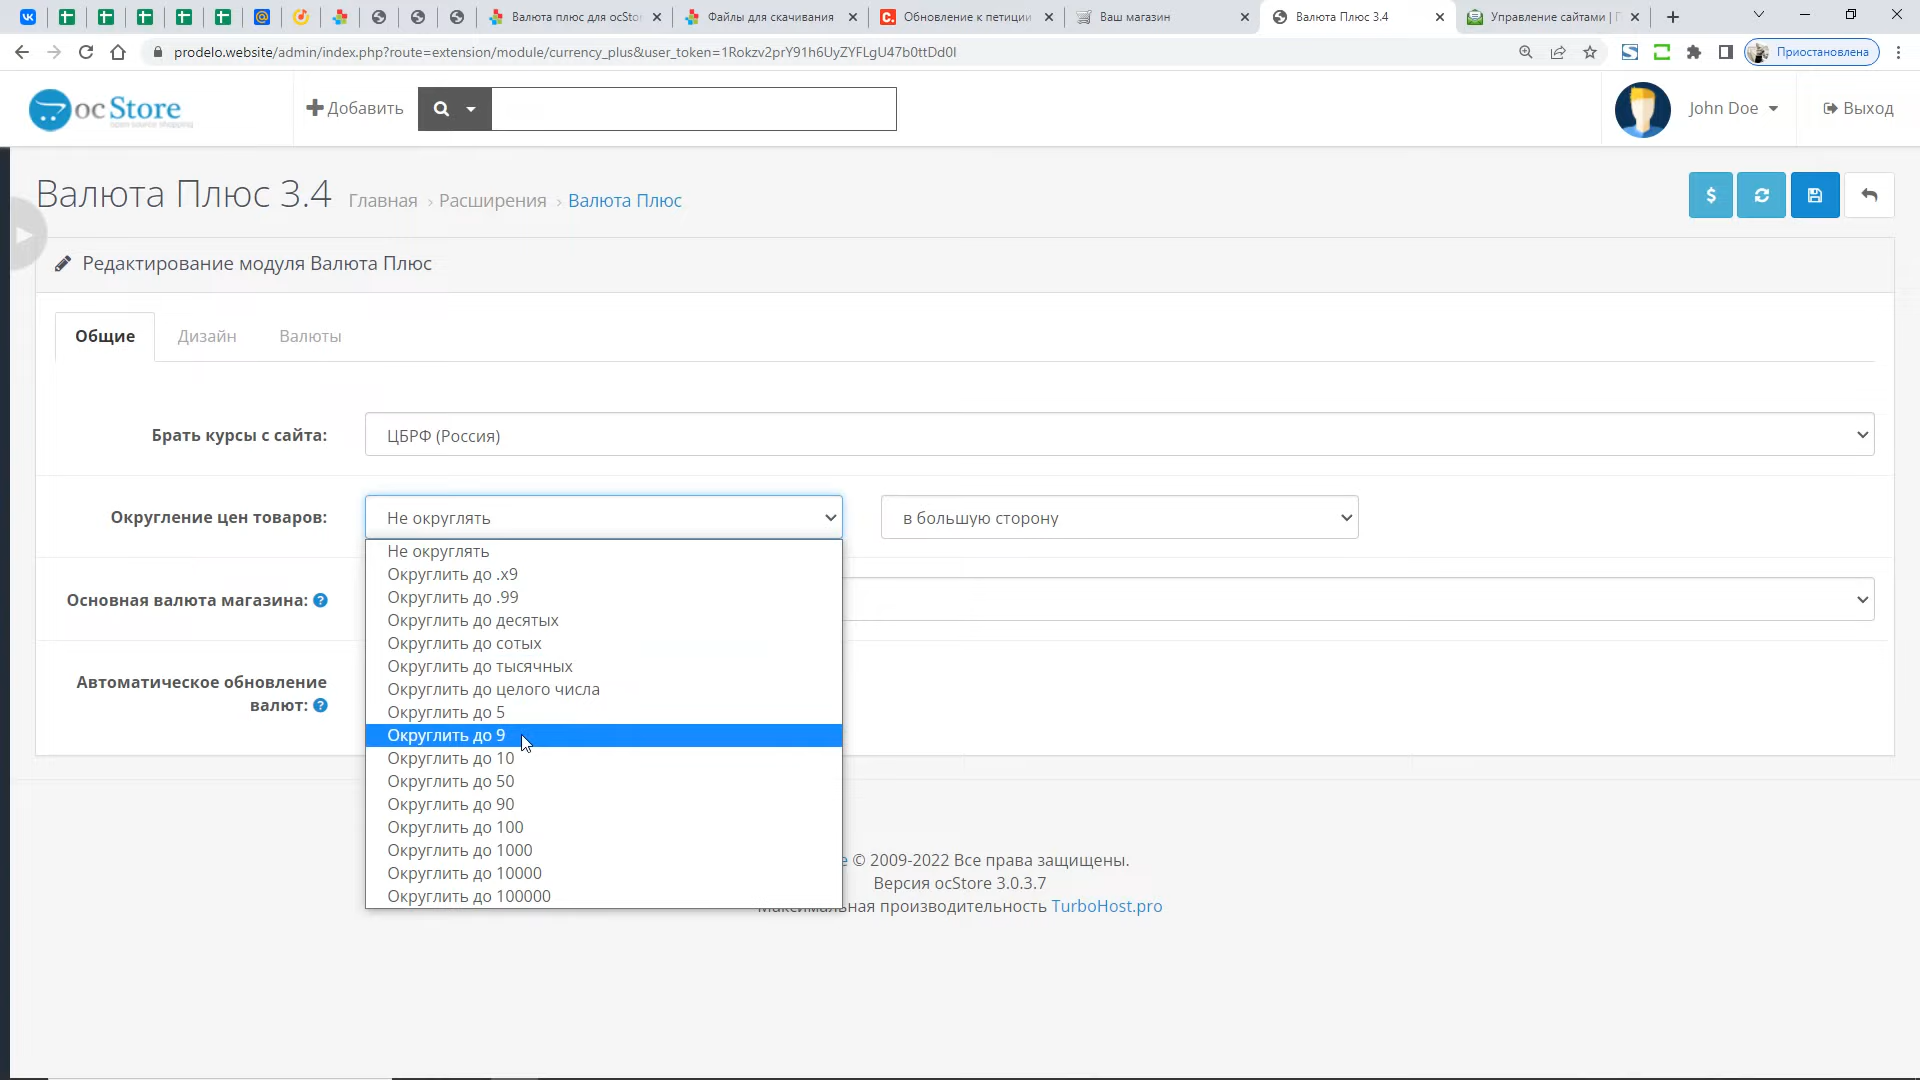 Валюта плюс для ocSto
Файлы для скачивания
Обновление к петиции
Ваш магазин
Валюта Плюс 3.4
Управление сайтами | Г
prodelo.website/admin/index.php?route=extension/module/currency_plus&user_token=1Rokzv2prY91h6UyZYFLgU47b0ttDd0I
Приостановлена
ocStore
open source shopping
Добавить
John Doe
Выход
Валюта Плюс 3.4
Главная › Расширения › Валюта Плюс
Редактирование модуля Валюта Плюс
Общие
Дизайн
Валюты
Брать курсы с сайта:
ЦБРФ (Россия)
Округление цен товаров:
Не округлять
в большую сторону
Не округлять
Округлить до .x9
Округлить до .99
Округлить до десятых
Округлить до сотых
Округлить до тысячных
Округлить до целого числа
Округлить до 5
Округлить до 9
Округлить до 10
Округлить до 50
Округлить до 90
Округлить до 100
Округлить до 1000
Округлить до 10000
Округлить до 100000
Основная валюта магазина:
Автоматическое обновление
валют:
e © 2009-2022 Все права защищены.
Версия ocStore 3.0.3.7
Максимальная производительность TurboHost.pro